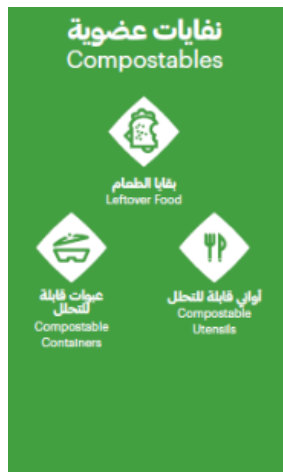 نفايات عضوية
Compostables
بقايا الطعام
Leftover Food
عبوات قابلة
للتحلل
Compostable
Containers
أواني قابلة للتحلل
Compostable
Utensils